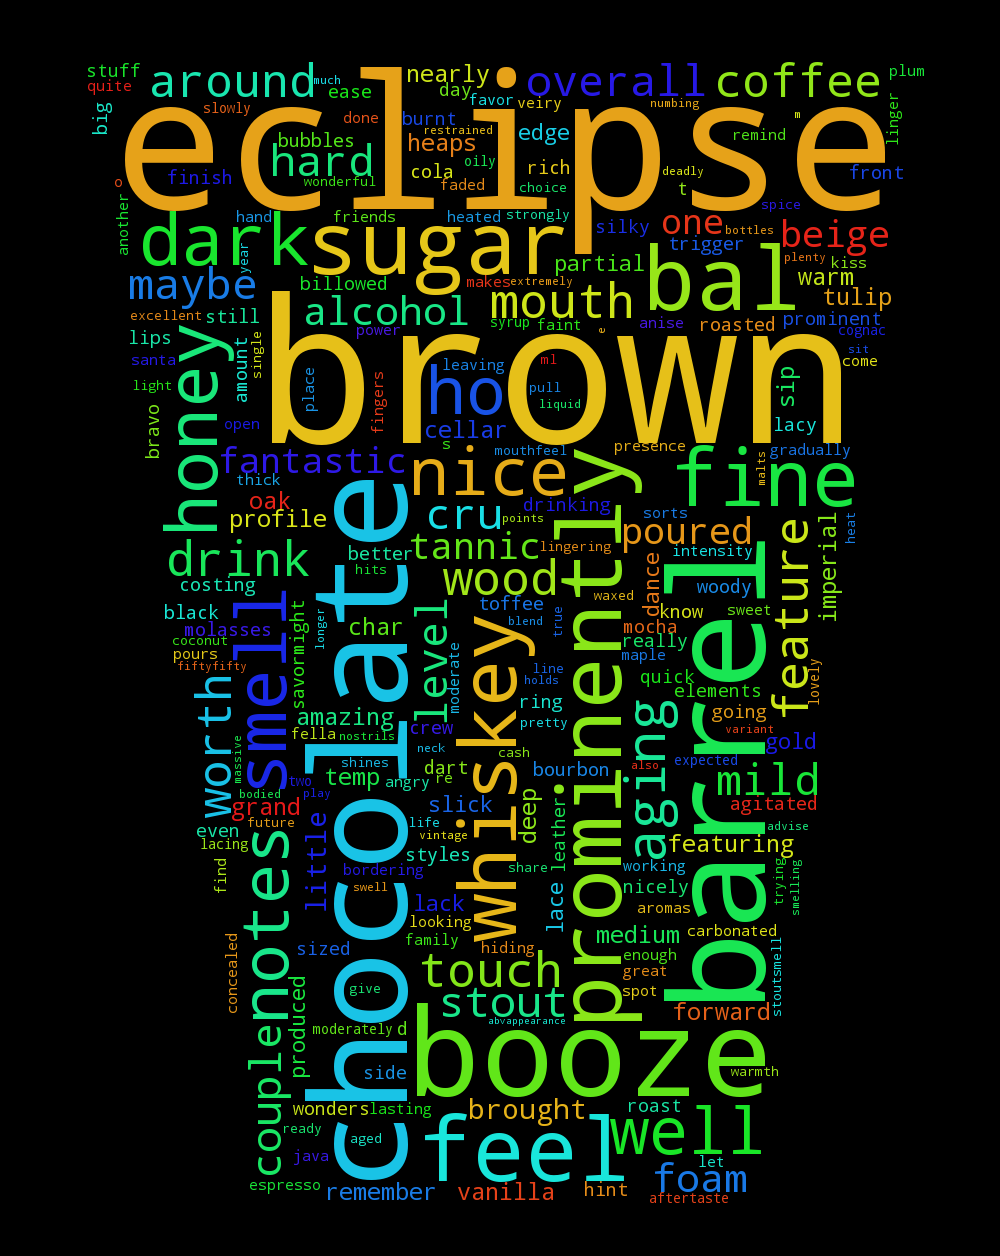 stuff
around
much
nearly
overall
coffee
plum
quite
big
slowly
ease
day
favor
veiry
numbing
m
linger
eclipse
done
burnt
restrained
edge
remind
bubbles
hard
heaps
oily
finish
wonderful
cola
faded
rich
choice
deadly
t
front
o
another
hand
friends
heated
strongly
silky
one
bottles
spice
beige
dark
sugar
trigger
year
partial
bal
plenty
kiss
maybe
billowed
makes
extremely
mouth
warm
tulip
excellent
still
alcohol
syrup
faint
e
anise
roasted
prominent
cognac
lips
power
santa
single
amount
honey
brown
leaving
ml
sit
come
light
place
fingers
ho
pull
liquid
sip
bravo
open
cellar
s
lacy
fantastic
mouthfeel
presence
malts
gradually
thick
nice
prominently
fine
oak
chocolate
cru
points
drinking
sorts
profile
poured
feature
imperial
heat
drink
better
tannic
lingering
intensity
barrel
hits
wood
dance
costing
waxed
woody
black
smell
savormight
longer
char
level
toffee
blend
true
know
sweet
molasses
mocha
coconut
really
pours
maple
fiftyfifty
moderate
whiskey
line
holds
quick
elements
lovely
worth
amazing
ring
aging
going
fella
nostrils
crew
pretty
variant
massive
shines
neck
cash
gold
two
temp
angry
dart
re
bourbon
also
expected
mild
bodied
play
grand
slick
deep
agitated
future
little
life
vintage
leather
advise
even
lacing
notes
styles
featuring
find
bordering
share
working
trying
smelling
swell
lack
lace
nicely
looking
aromas
concealed
sized
family
hiding
medium
carbonated
stoutsmell
enough
touch
great
give
spot
produced
stout
forward
couple
moderately
d
abvappearance
booze
side
warmth
wonders
lasting
brought
roast
ready
aged
feel
well
java
let
espresso
remember
vanilla
hint
foam
aftertaste